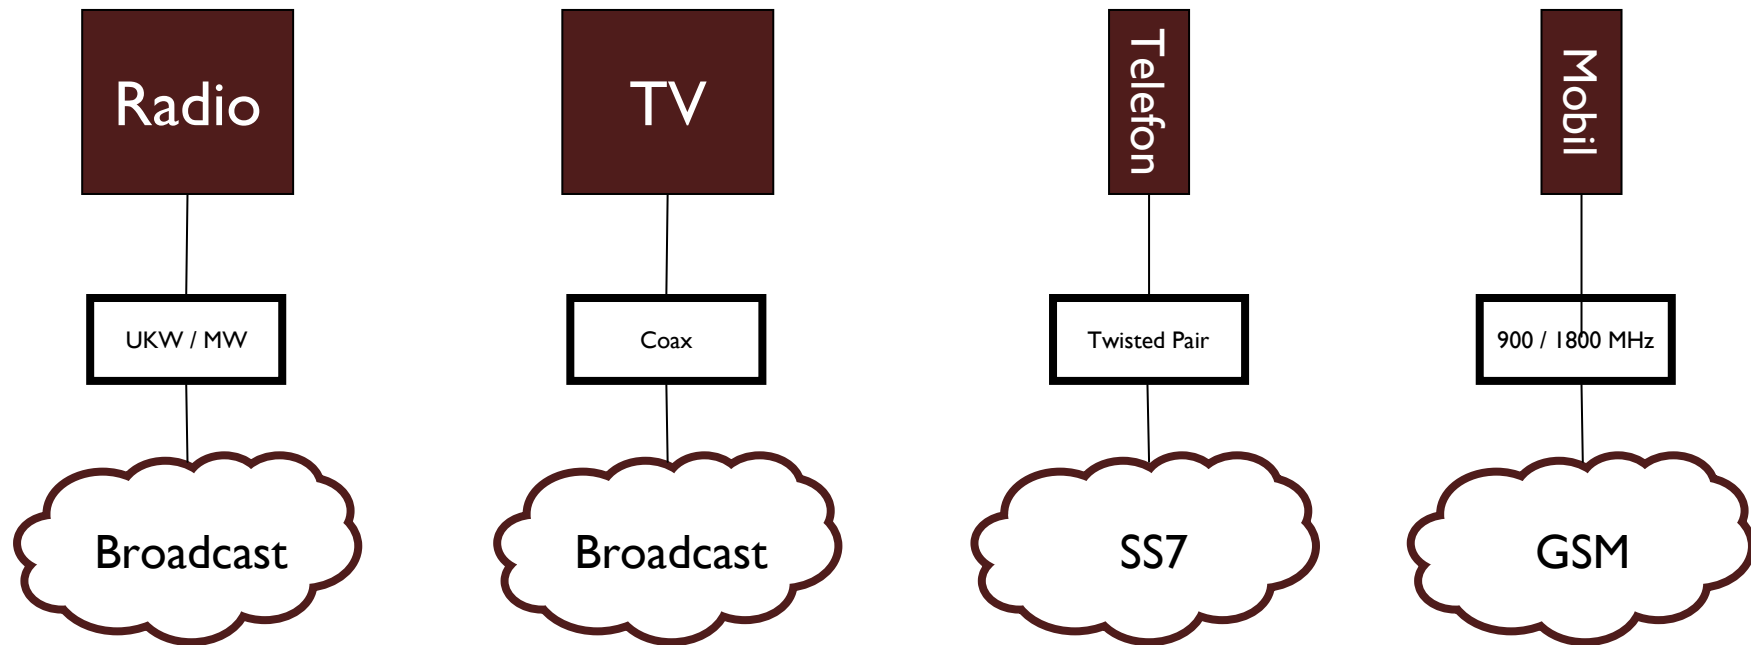 Radio
TV
Telefon
Mobil
UKW / MW
Coax
Twisted Pair
900 / 1800 MHz
Broadcast
Broadcast
SS7
GSM